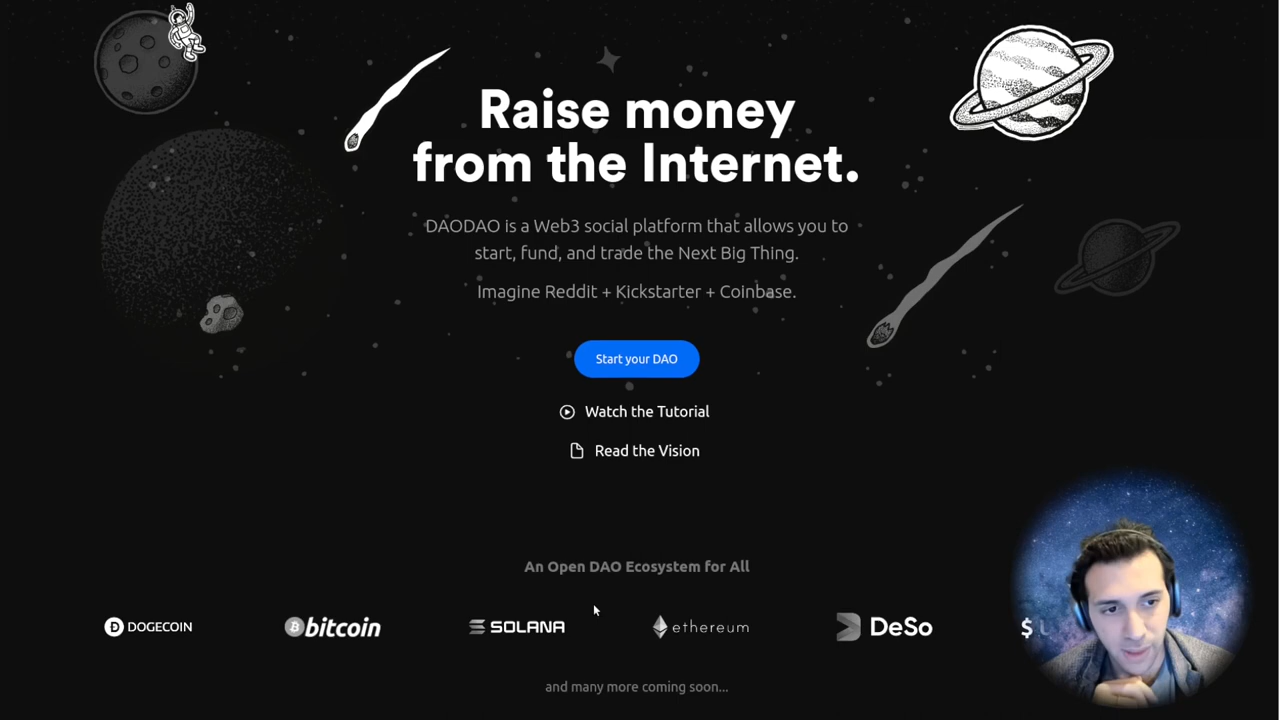 Raise money
from the Internet.
DAODAO is a Web3 social platform that allows you to
start, fund, and trade the Next Big Thing.
Imagine Reddit + Kickstarter + Coinbase.
Start your DAO
Watch the Tutorial
Read the Vision
An Open DAO Ecosystem for All
DOGECOIN
bitcoin
SOLANA
ethereum
DeSo
$
and many more coming soon...